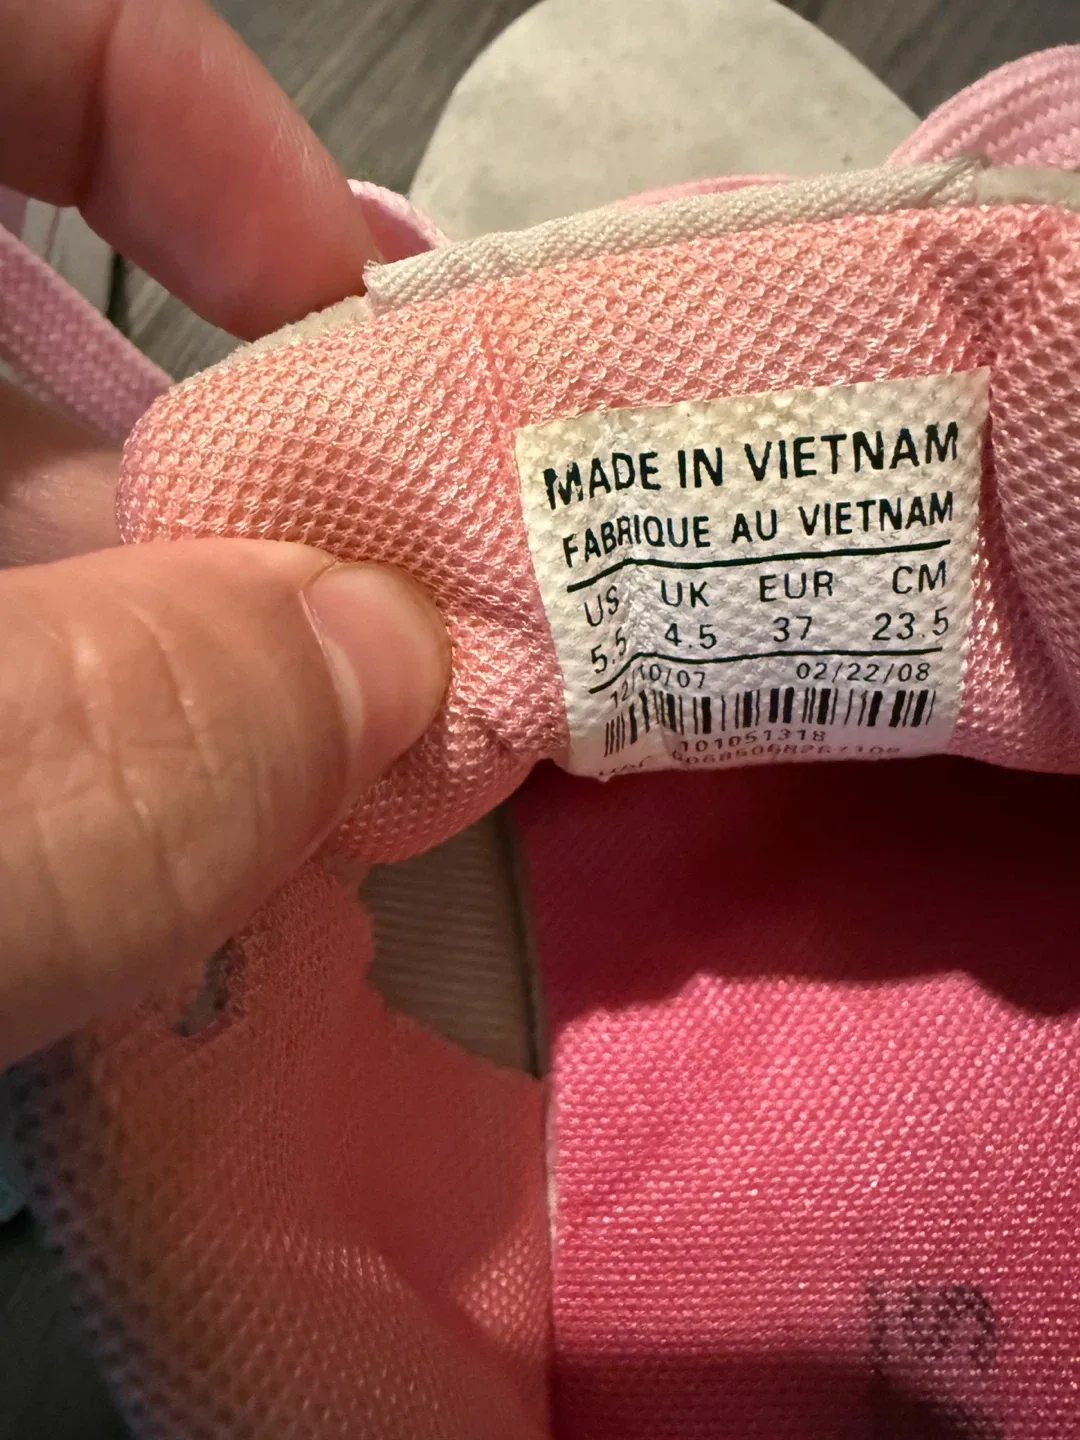 MADE IN VIETNAM
FABRIQUE AU VIETNAM
US UK EUR CM
5.5 4.5 37 23.5
12/10/07 02/22/08
101051318